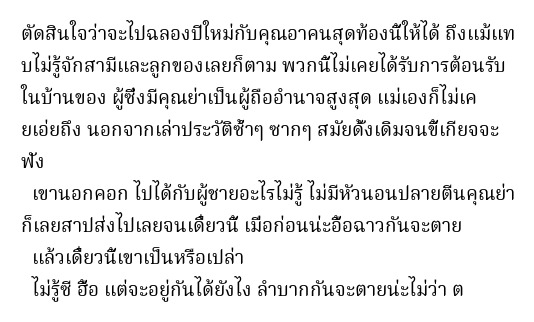 ตัดสินใจว่าจะไปฉลองปีใหม่กับคุณอาคนสุดท้องนี้ให้ได้ ถึงแม้แท
บไม่รู้จักสามีและลูกของเลยก็ตาม พวกนี้ไม่เคยได้รับการต้อนรับ
ในบ้านของ ผู้ซึ่งมีคุณย่าเป็นผู้ถืออำนาจสูงสุด แม่เองก็ไม่เค
ยเอ่ยถึง นอกจากเล่าประวัติซ้ำๆ ซากๆ สมัยดั้งเดิมจนขี้เกียจจะ
ฟัง
เขานอกคอก ไปได้กับผู้ชายอะไรไม่รู้ ไม่มีหัวนอนปลายตีนคุณย่า
ก็เลยสาปส่งไปเลยจนเดี๋ยวนี้ เมื่อก่อนน่ะอื้อฉาวกันจะตาย
แล้วเดี๋ยวนี้เขาเป็นหรือเปล่า
ไม่รู้ซี ฮื้อ แต่จะอยู่กันได้ยังไง ลำบากกันจะตายน่ะไม่ว่า ต